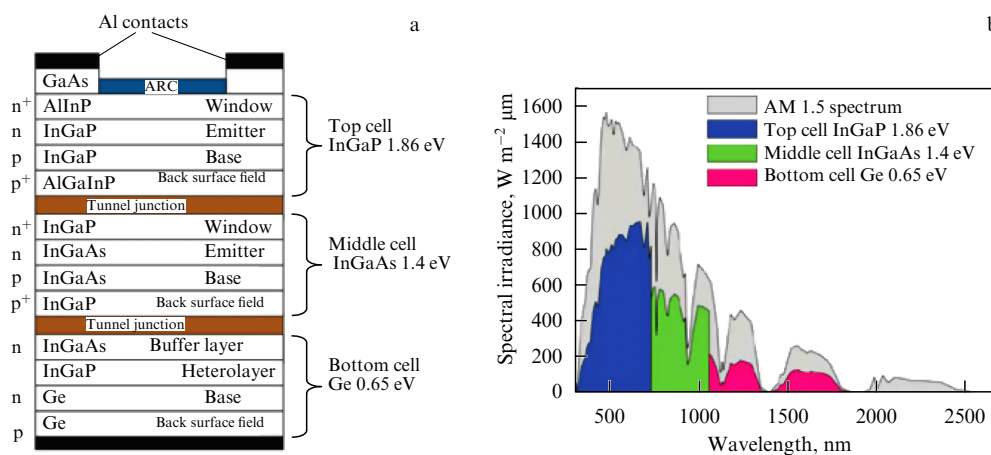 Al contacts
a
GaAs
ARC
n+ AlInP Window
n InGaP Emitter
p InGaP Base
p+ AlGaInP Back surface field
Top cell
InGaP 1.86 eV
Tunnel junction
n+ InGaP Window
n InGaAs Emitter
p InGaAs Base
p+ InGaP Back surface field
Middle cell
InGaAs 1.4 eV
Tunnel junction
n InGaAs Buffer layer
InGaP Heterolayer
n Ge Base
p Ge Back surface field
Bottom cell
Ge 0.65 eV
b
Spectral irradiance, W m−2 μm
1600
1400
1200
1000
800
600
400
200
0
AM 1.5 spectrum
Top cell InGaP 1.86 eV
Middle cell InGaAs 1.4 eV
Bottom cell Ge 0.65 eV
500 1000 1500 2000 2500
Wavelength, nm